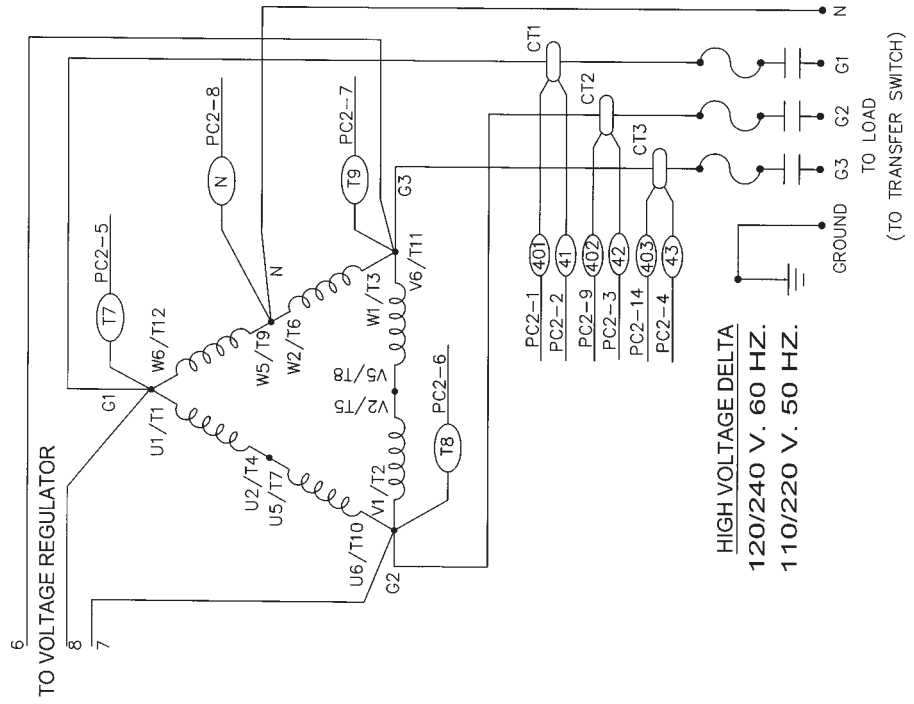 6
TO VOLTAGE REGULATOR
8
7
G1
T7
PC2-5
U1/T1
W6/T12
N
PC2-8
W5/T9
W2/T6
N
T9
PC2-7
U2/T4
U5/T7
W1/T3
V6/T11
G3
U6/T10
V1/T2
V2/T5
V5/T8
G2
T8
PC2-6
CT1
CT2
CT3
PC2-1
401
PC2-2
41
PC2-9
402
PC2-3
42
PC2-14
403
PC2-4
43
N
G1
G2
G3
GROUND
TO LOAD
(TO TRANSFER SWITCH)
HIGH VOLTAGE DELTA
120/240 V. 60 HZ.
110/220 V. 50 HZ.